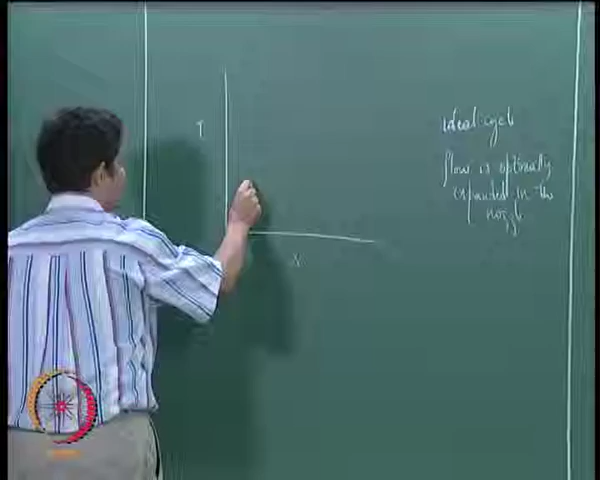 ideal cycle
T
flow is optimally
expanded in the
nozzle